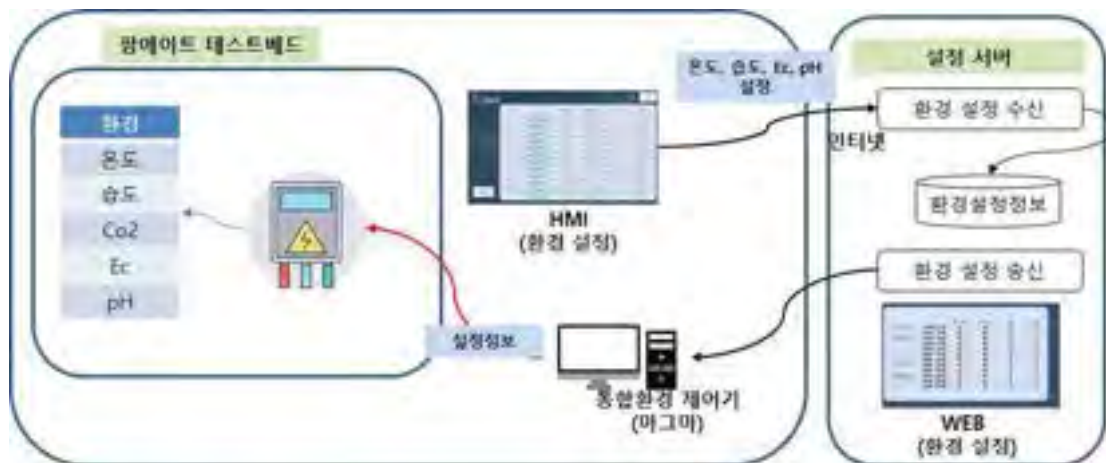 팜메이트 테스트베드
환경
온도
습도
Co2
Ec
pH
HMI
(환경 설정)
온도, 습도, Ec, pH
설정
설정정보
통합환경 제어기
(마그마)
인터넷
설정 서버
환경 설정 수신
환경설정정보
환경 설정 송신
WEB
(환경 설정)